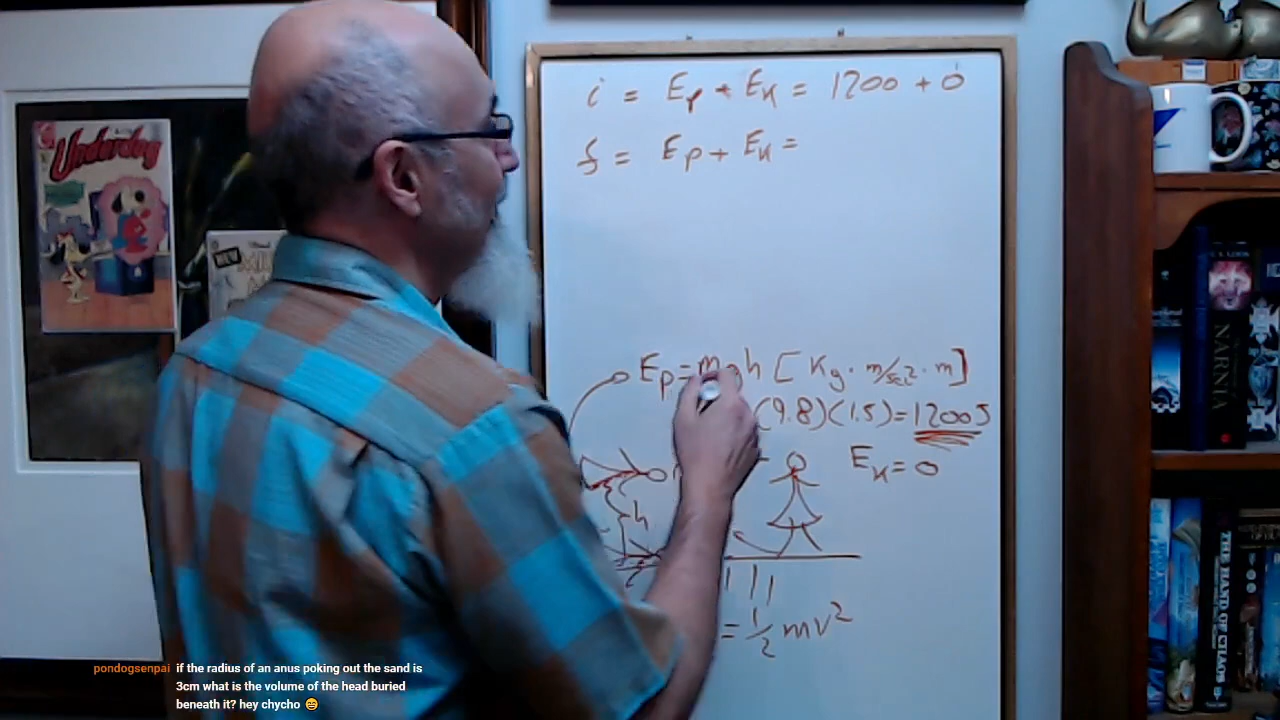 i = Ep + Ek = 1200 + 0
f = Ep + Ek =
Ep = mgh [Kg · m/sec² · m]
(9.8)(1.5) = 1200J
Ek = 0
h
= 1/2 mv²
Underdog
NEW
NARNIA
THE HAND OF CHAOS
pondogsenpai if the radius of an anus poking out the sand is
3cm what is the volume of the head buried
beneath it? hey chycho 😄